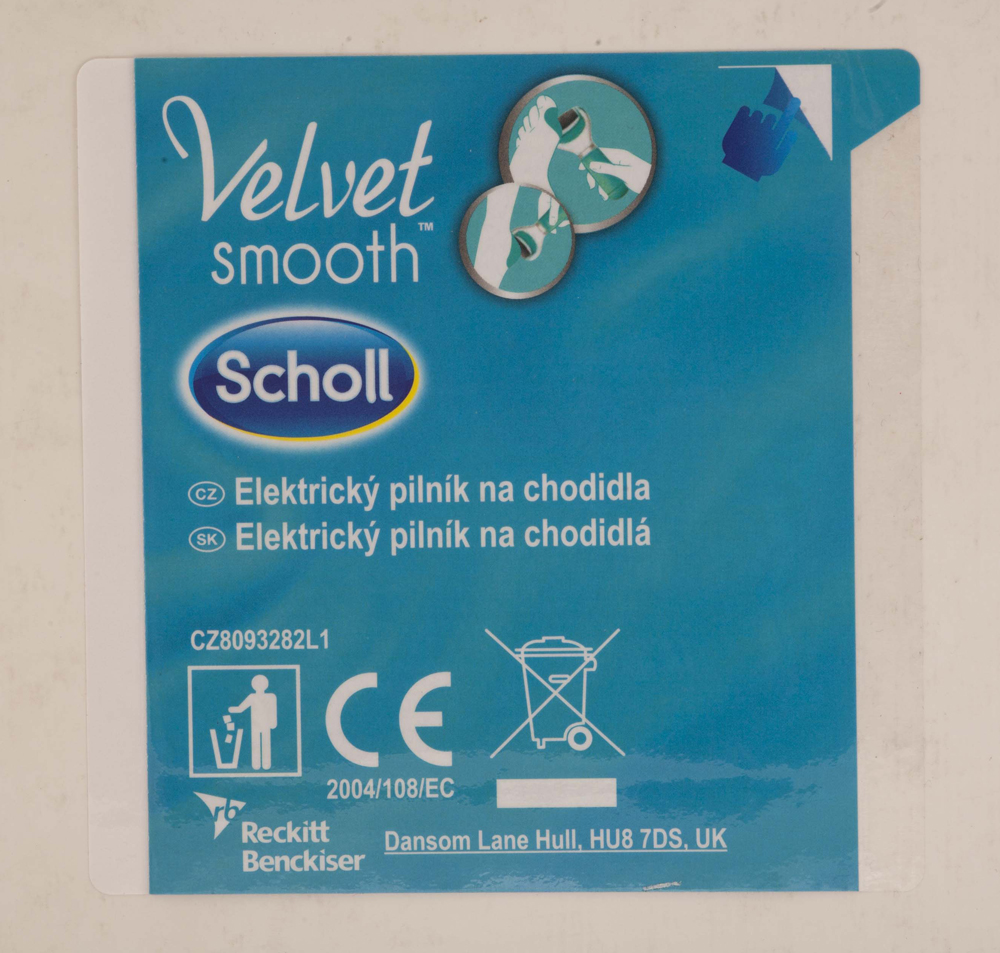 Velvet
smooth™
Scholl
CZ Elektrický pilník na chodidla
SK Elektrický pilník na chodidlá
CZ8093282L1
CE
2004/108/EC
rb
Reckitt
Benckiser
Dansom Lane Hull, HU8 7DS, UK